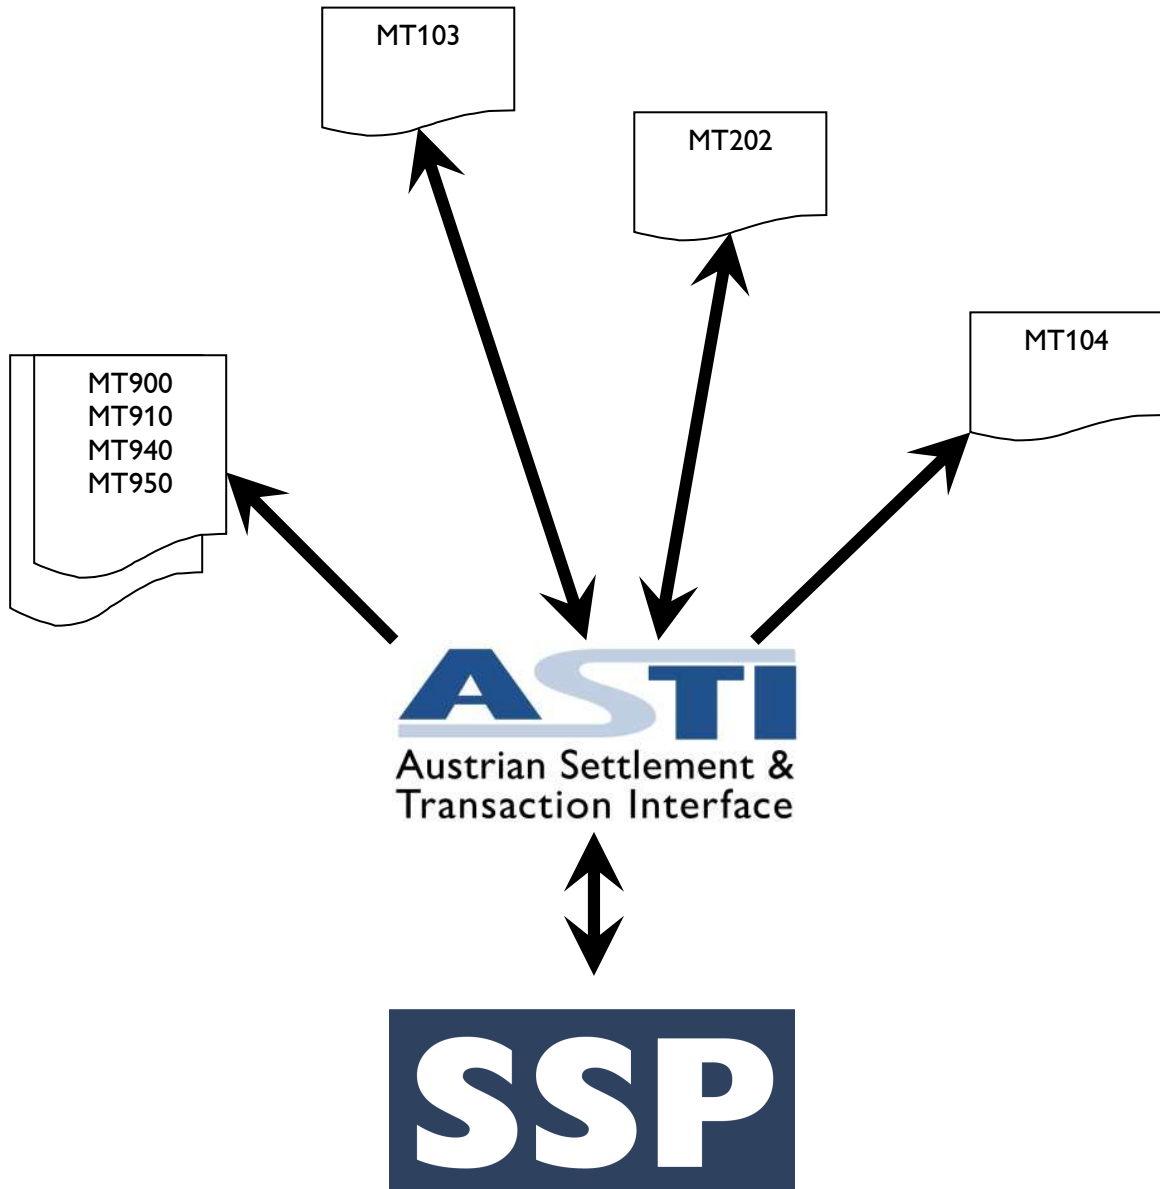 MT103
MT202
MT104
MT900
MT910
MT940
MT950
ASTI
Austrian Settlement &
Transaction Interface
SSP